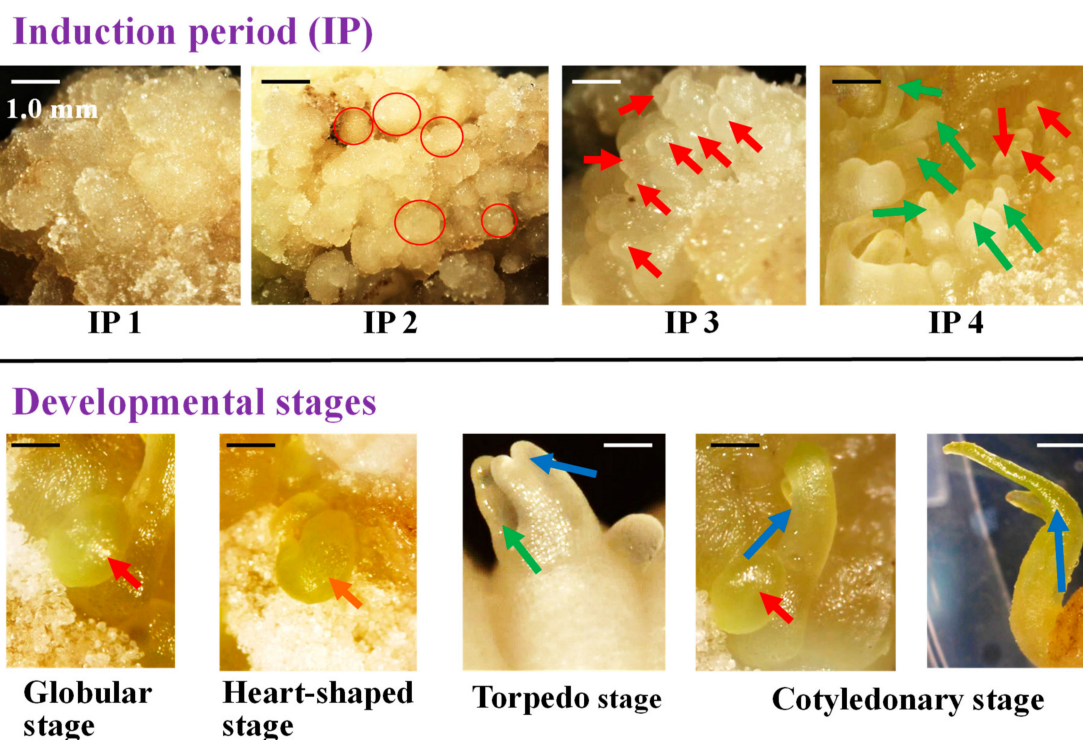 Induction period (IP)
1.0 mm
IP 1
IP 2
IP 3
IP 4
Developmental stages
Globular
stage
Heart-shaped
stage
Torpedo stage
Cotyledonary stage